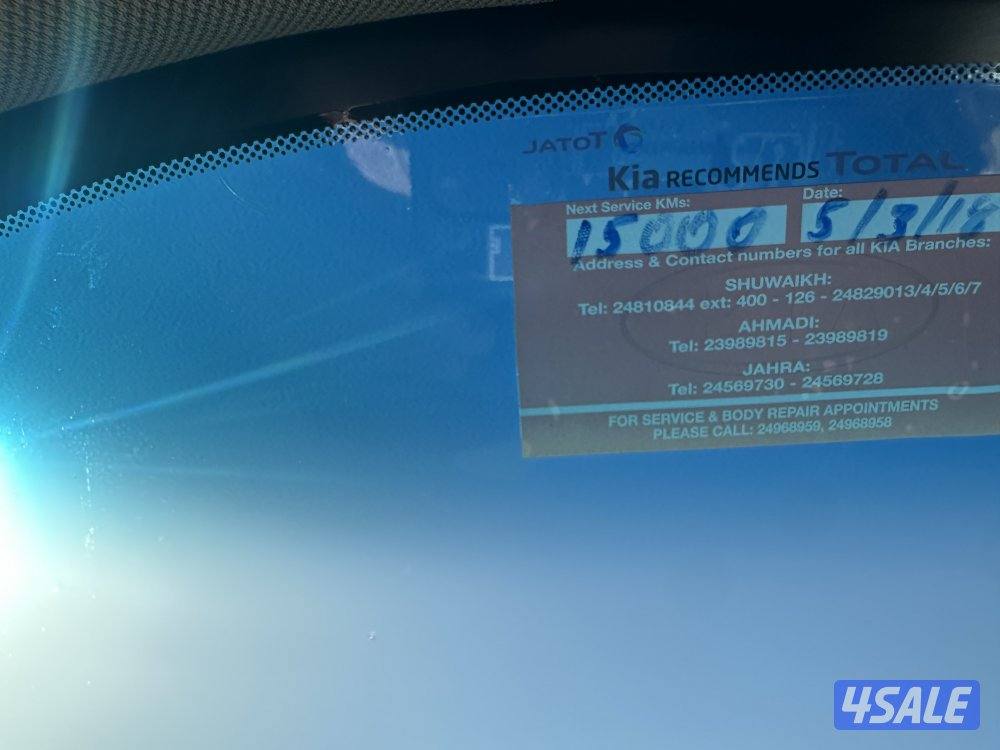 TOTAL
Kia RECOMMENDS TOTAL
Next Service KMs: Date:
15000 5/3/18
Address & Contact numbers for all KIA Branches:
SHUWAIKH:
Tel: 24810844 ext: 400 - 126 - 24829013/4/5/6/7
AHMADI:
Tel: 23989815 - 23989819
JAHRA:
Tel: 24569730 - 24569728
FOR SERVICE & BODY REPAIR APPOINTMENTS
PLEASE CALL: 24968959, 24968958
4SALE